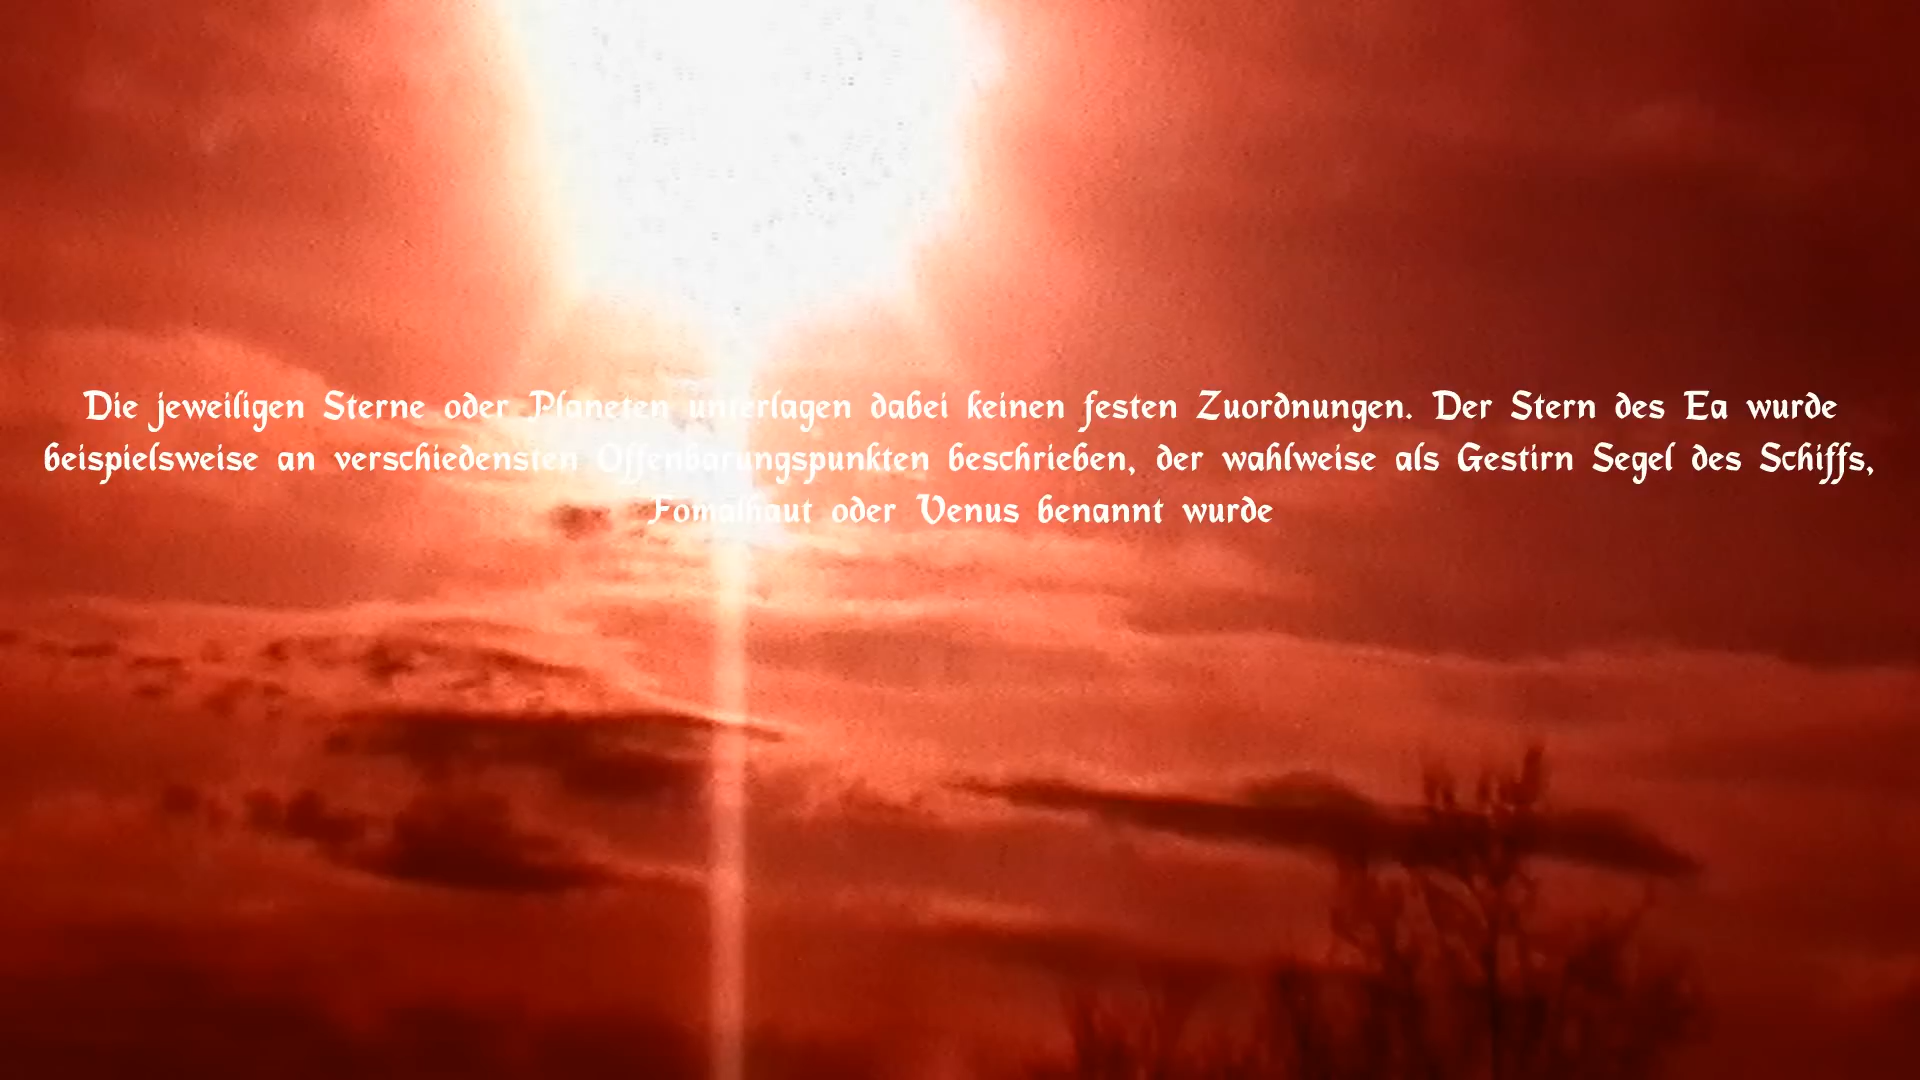 Die jeweiligen Sterne oder Planeten unterlagen dabei keinen festen Zuordnungen. Der Stern des Ea wurde
beispielsweise an verschiedensten Offenbarungspunkten beschrieben, der wahlweise als Gestirn Segel des Schiffs,
Fomalhaut oder Venus benannt wurde